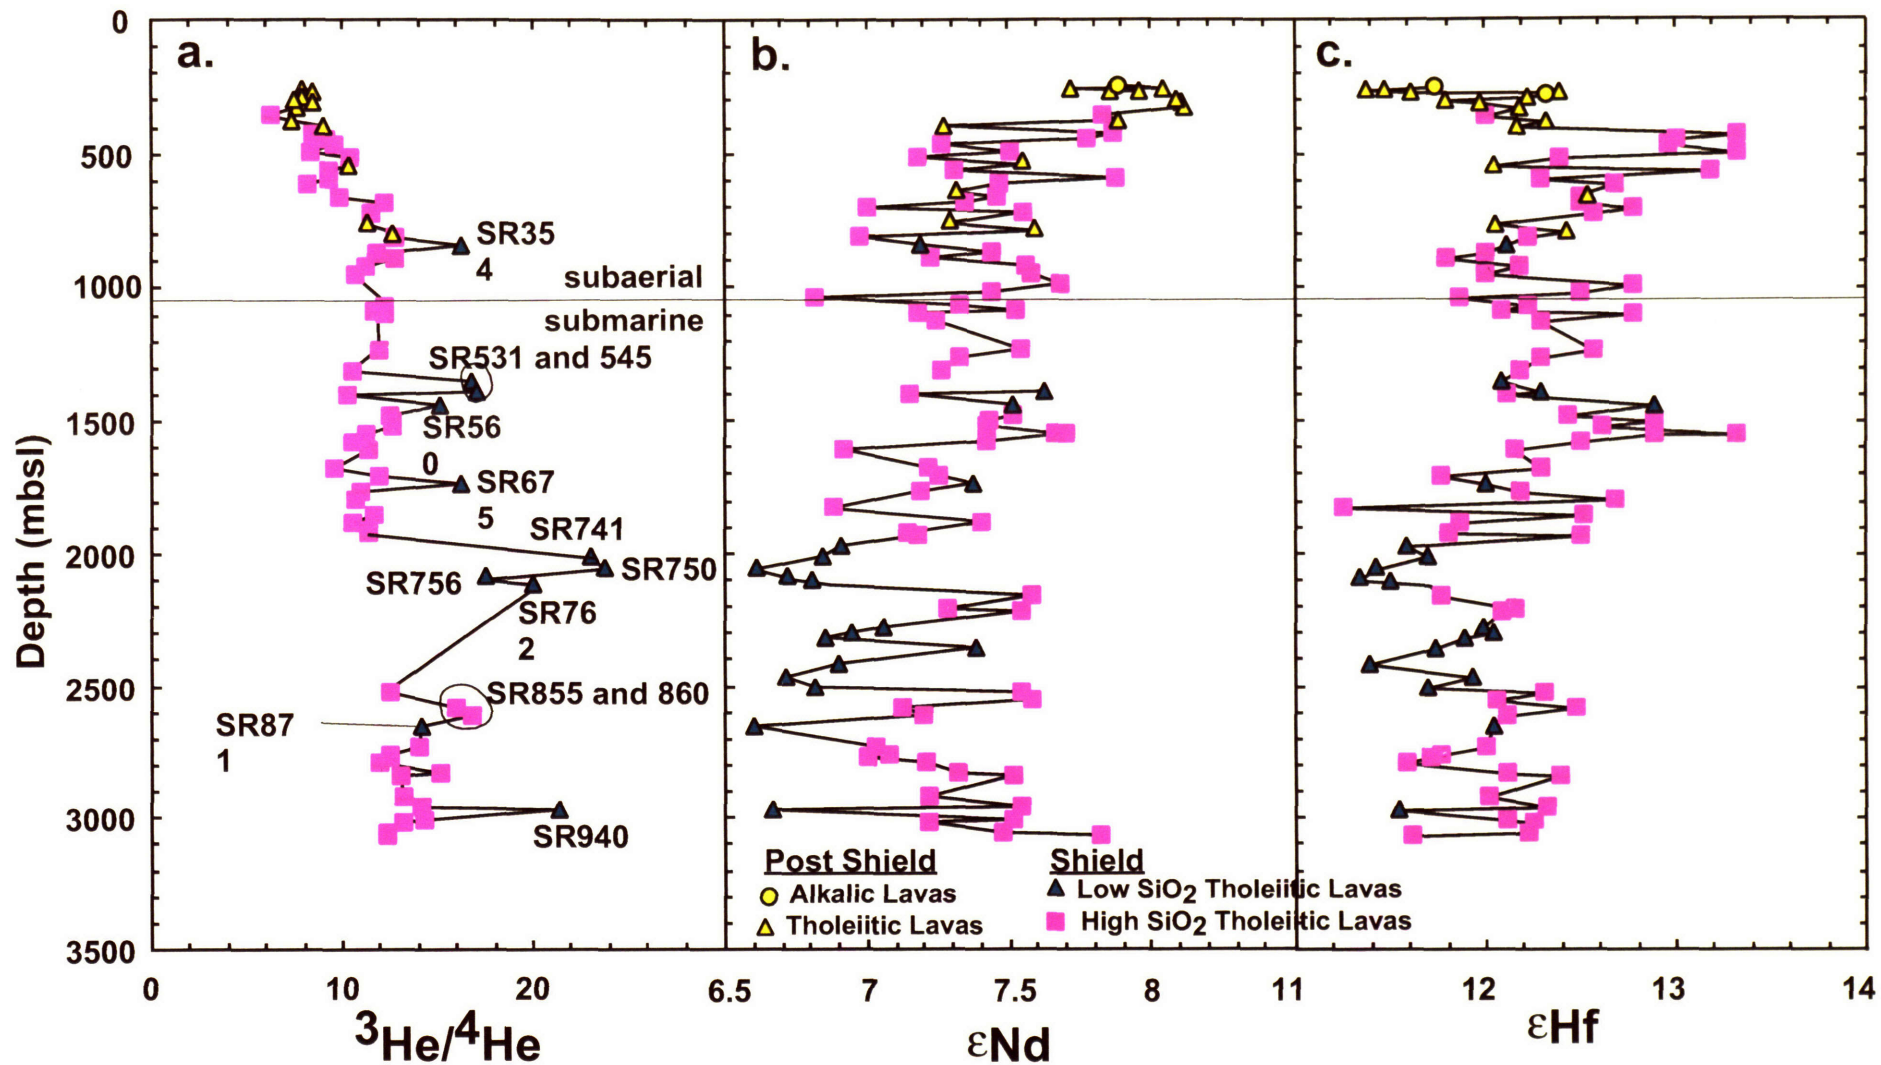 a.
b.
c.
0
500
1000
1500
2000
2500
3000
3500
Depth (mbsl)
SR35
4
subaerial
submarine
SR531 and 545
SR56
0
SR67
5
SR741
SR750
SR756
SR76
2
SR855 and 860
SR87
1
SR940
Post Shield
Alkalic Lavas
Tholeiitic Lavas
Shield
Low SiO2 Tholeiitic Lavas
High SiO2 Tholeiitic Lavas
0
10
20
6.5
7
7.5
8
11
12
13
14
3He/4He
εNd
εHf